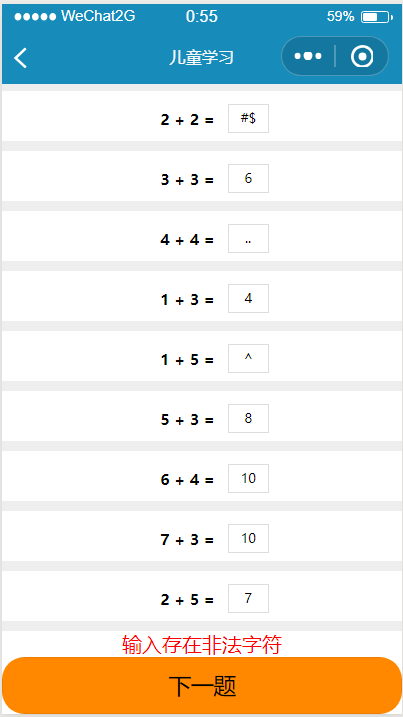 WeChat2G 0:55 59%
儿童学习
2 + 2 = #$
3 + 3 = 6
4 + 4 = ..
1 + 3 = 4
1 + 5 = ^
5 + 3 = 8
6 + 4 = 10
7 + 3 = 10
2 + 5 = 7
输入存在非法字符
下一题